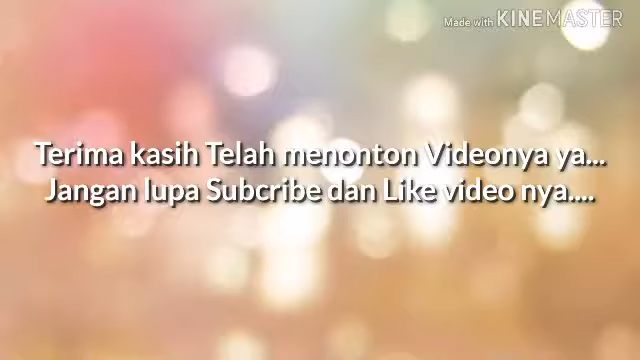 Made with KINEMASTER
Terima kasih Telah menonton Videonya ya...
Jangan lupa Subcribe dan Like video nya....